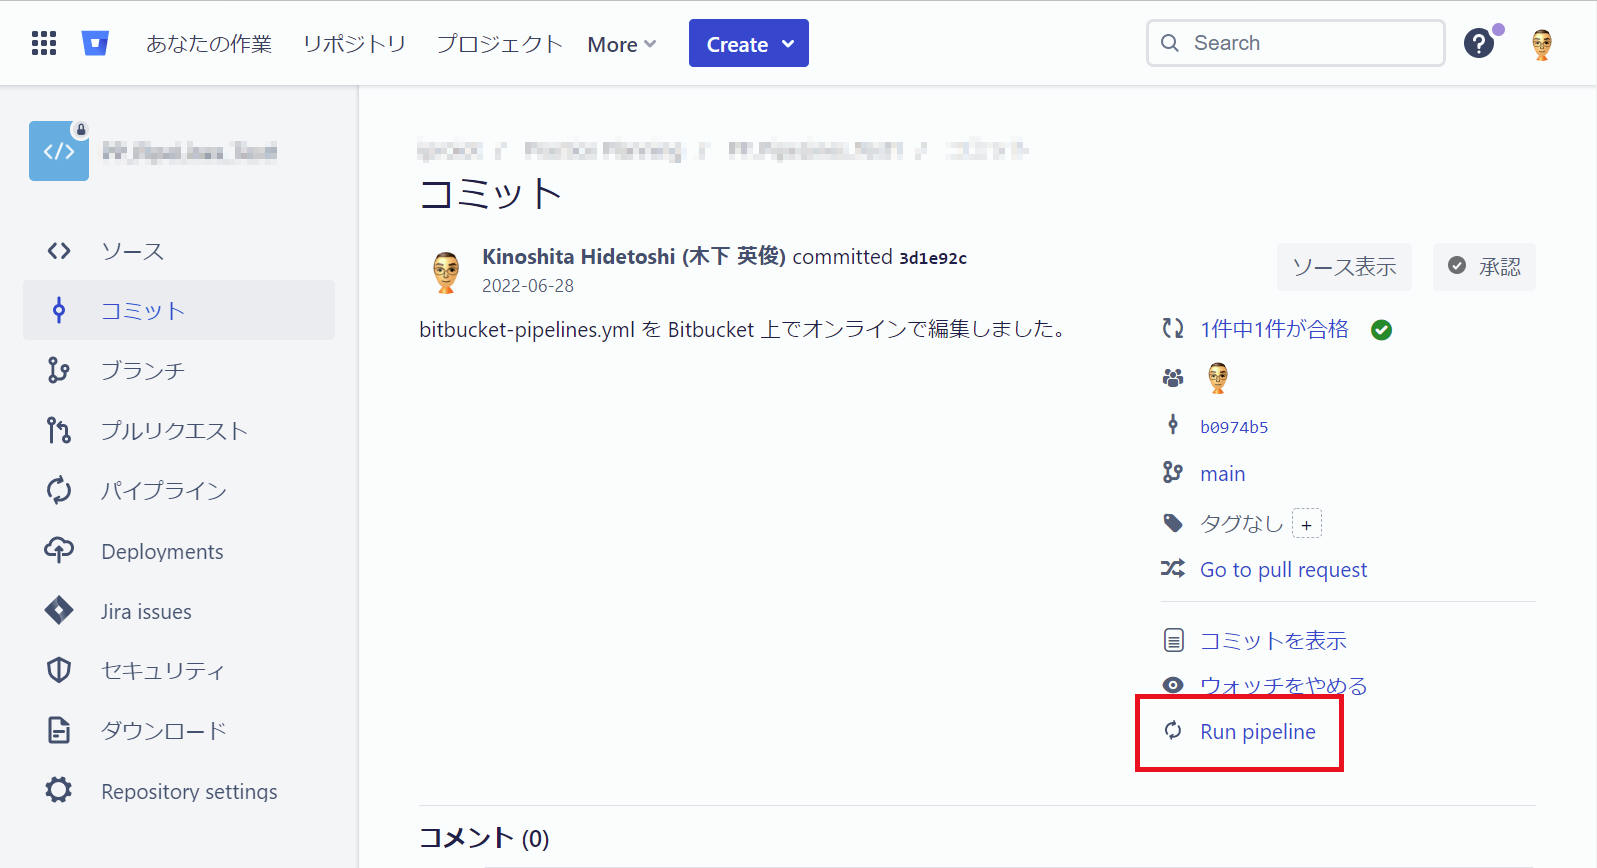 あなたの作業 リポジトリ プロジェクト More Create Search
コミット
ソース
コミット
ブランチ
プルリクエスト
パイプライン
Deployments
Jira issues
セキュリティ
ダウンロード
Repository settings
Kinoshita Hidetoshi (木下 英俊) committed 3d1e92c
2022-06-28
ソース表示 承認
bitbucket-pipelines.yml を Bitbucket 上でオンラインで編集しました。
1件中1件が合格
b0974b5
main
タグなし +
Go to pull request
コミットを表示
ウォッチをやめる
Run pipeline
コメント (0)